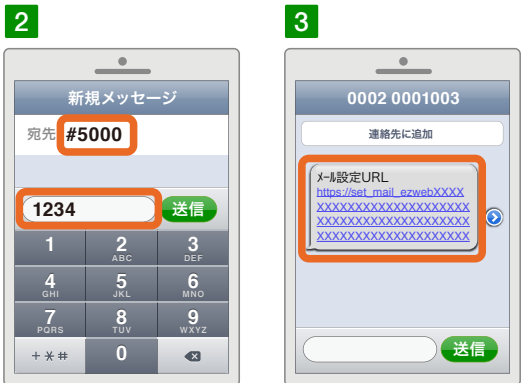 2
新規メッセージ
宛先 #5000
1234 送信
1 2 ABC 3 DEF
4 GHI 5 JKL 6 MNO
7 PQRS 8 TUV 9 WXYZ
+*# 0
3
0002 0001003
連絡先に追加
メール設定URL
https://set_mail_ezwebXXXX
XXXXXXXXXXXXXXXXXXXX
XXXXXXXXXXXXXXXXXXXX
XXXXXXXXXXXXXXXXXXXX
送信